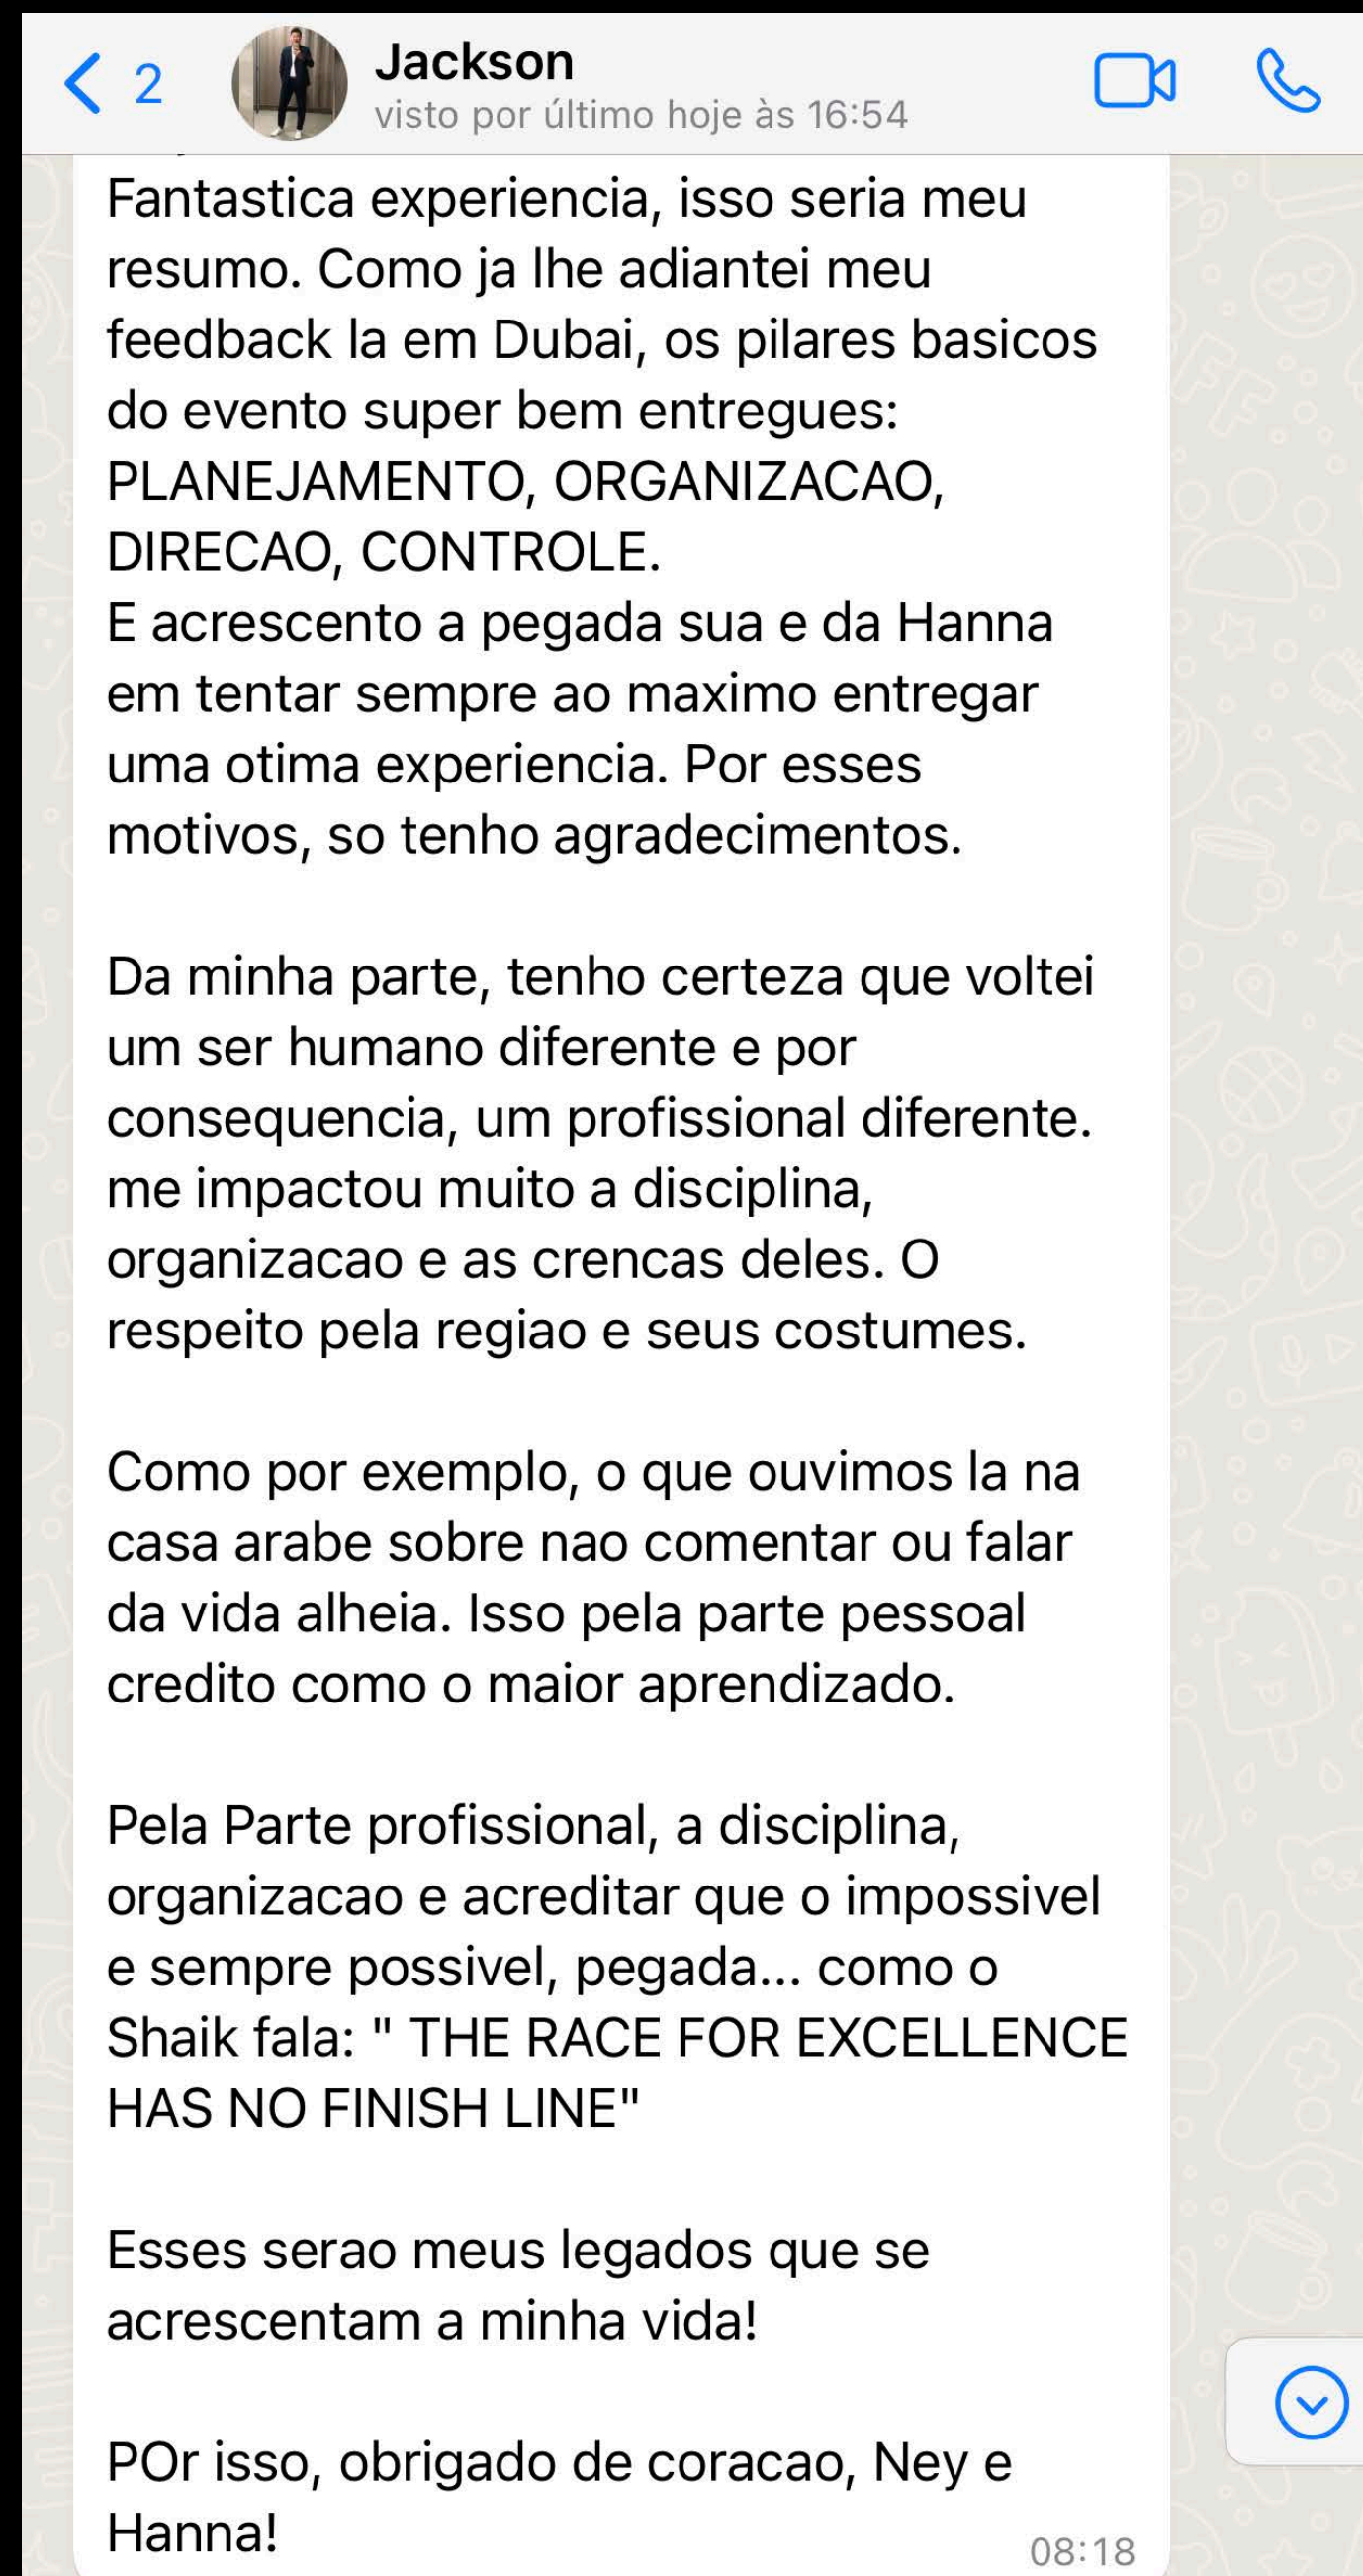 2
Jackson
visto por último hoje às 16:54
Fantastica experiencia, isso seria meu
resumo. Como ja lhe adiantei meu
feedback la em Dubai, os pilares basicos
do evento super bem entregues:
PLANEJAMENTO, ORGANIZACAO,
DIRECAO, CONTROLE.
E acrescento a pegada sua e da Hanna
em tentar sempre ao maximo entregar
uma otima experiencia. Por esses
motivos, so tenho agradecimentos.
Da minha parte, tenho certeza que voltei
um ser humano diferente e por
consequencia, um profissional diferente.
me impactou muito a disciplina,
organizacao e as crencas deles. O
respeito pela regiao e seus costumes.
Como por exemplo, o que ouvimos la na
casa arabe sobre nao comentar ou falar
da vida alheia. Isso pela parte pessoal
credito como o maior aprendizado.
Pela Parte profissional, a disciplina,
organizacao e acreditar que o impossivel
e sempre possivel, pegada... como o
Shaik fala: " THE RACE FOR EXCELLENCE
HAS NO FINISH LINE"
Esses serao meus legados que se
acrescentam a minha vida!
POr isso, obrigado de coracao, Ney e
Hanna!
08:18